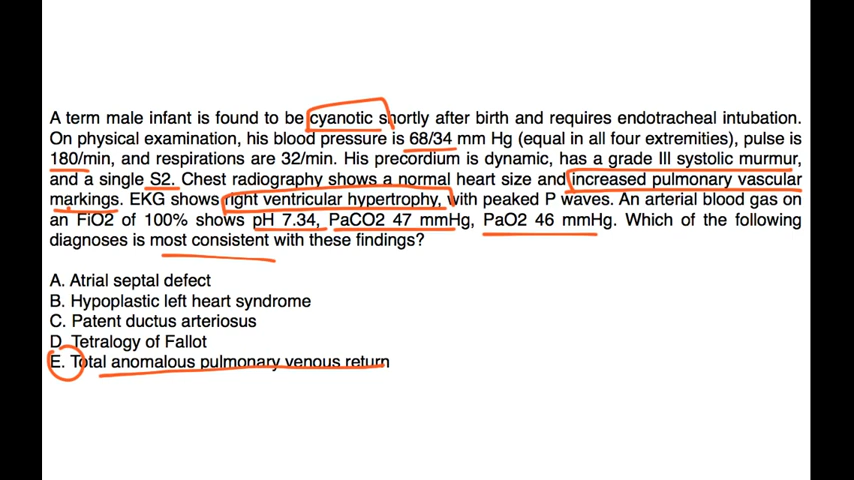 A term male infant is found to be cyanotic shortly after birth and requires endotracheal intubation.
On physical examination, his blood pressure is 68/34 mm Hg (equal in all four extremities), pulse is
180/min, and respirations are 32/min. His precordium is dynamic, has a grade III systolic murmur,
and a single S2. Chest radiography shows a normal heart size and increased pulmonary vascular
markings. EKG shows right ventricular hypertrophy, with peaked P waves. An arterial blood gas on
an FiO2 of 100% shows pH 7.34, PaCO2 47 mmHg, PaO2 46 mmHg. Which of the following
diagnoses is most consistent with these findings?
A. Atrial septal defect
B. Hypoplastic left heart syndrome
C. Patent ductus arteriosus
D. Tetralogy of Fallot
E. Total anomalous pulmonary venous return